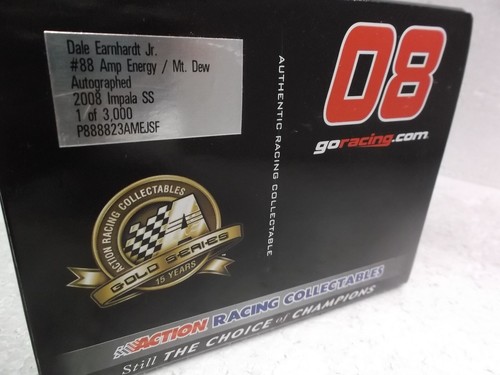 Dale Earnhardt Jr.
#88 Amp Energy / Mt. Dew
Autographed
2008 Impala SS
1 of 3,000
P888823AMEJSF
AUTHENTIC RACING COLLECTABLE
08
goracing.com
ACTION RACING COLLECTABLES
GOLD SERIES
15 YEARS
ACTION RACING COLLECTABLES
Still THE CHOICE of CHAMPIONS